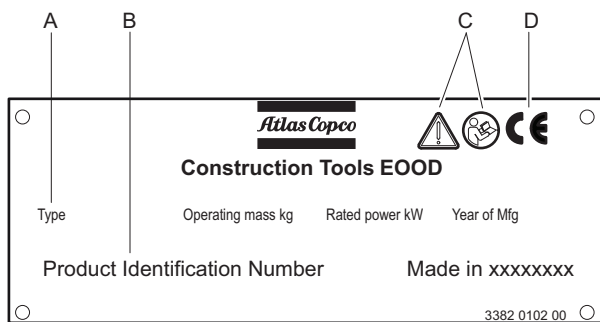 A B C D
Atlas Copco
Construction Tools EOOD
Type Operating mass kg Rated power kW Year of Mfg
Product Identification Number Made in xxxxxxxx
3382 0102 00